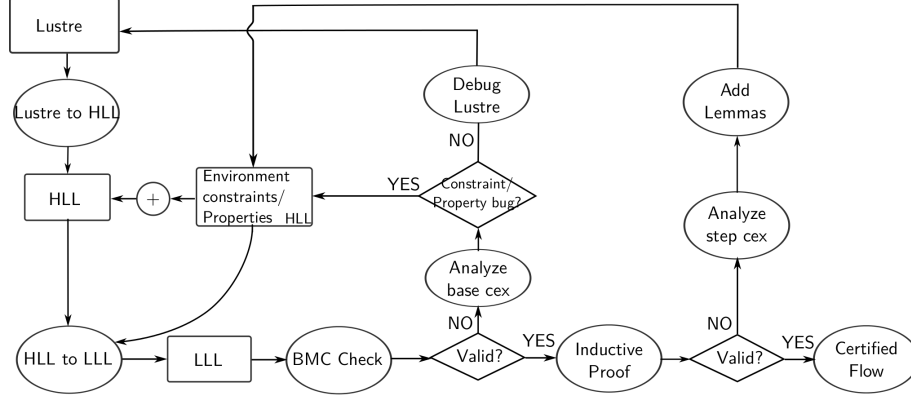 Lustre
Lustre to HLL
HLL
+
Environment
constraints/
Properties HLL
HLL to LLL
LLL
BMC Check
Valid?
NO
YES
Analyze
base cex
Constraint/
Property bug?
YES
NO
Debug
Lustre
Inductive
Proof
Valid?
NO
YES
Analyze
step cex
Add
Lemmas
Certified
Flow